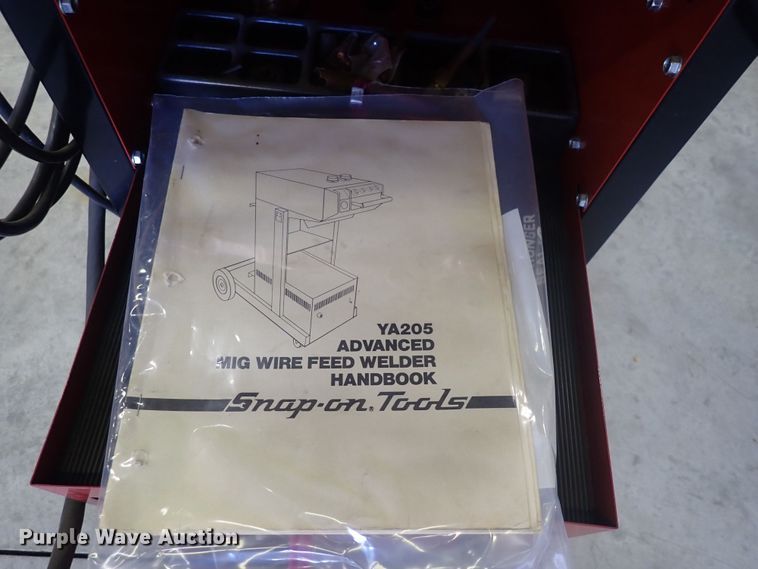 YA205
ADVANCED
MIG WIRE FEED WELDER
HANDBOOK
Snap-on Tools
Purple Wave Auction